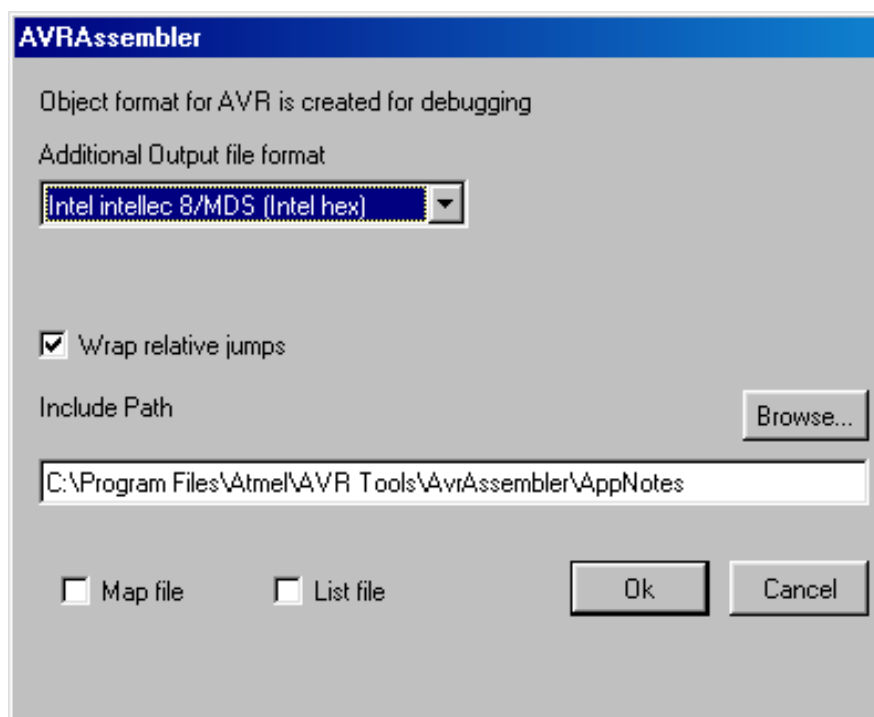 AVRAssembler
Object format for AVR is created for debugging
Additional Output file format
Intel intellec 8/MDS (Intel hex)
Wrap relative jumps
Include Path
Browse...
C:\Program Files\Atmel\AVR Tools\AvrAssembler\AppNotes
Map file
List file
Ok
Cancel